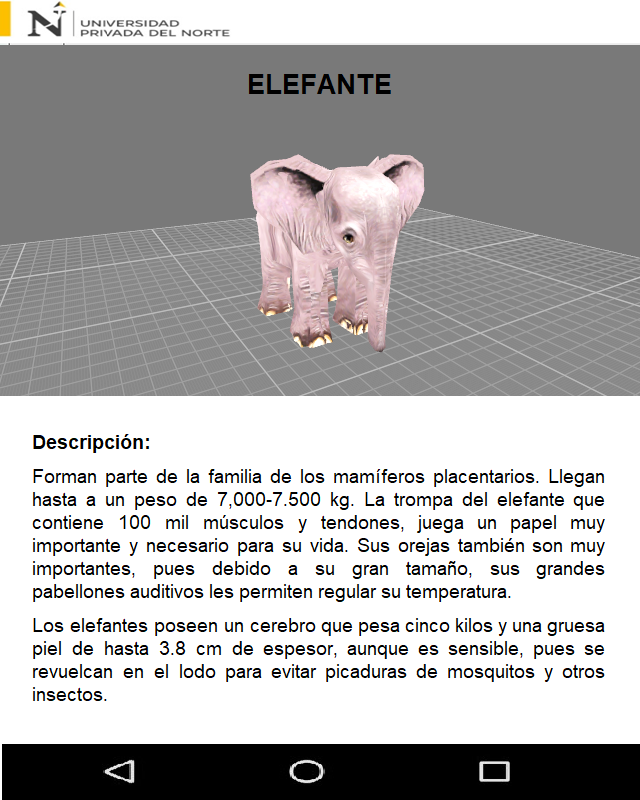 UNIVERSIDAD
PRIVADA DEL NORTE
ELEFANTE
Descripción:
Forman parte de la familia de los mamíferos placentarios. Llegan
hasta a un peso de 7,000-7.500 kg. La trompa del elefante que
contiene 100 mil músculos y tendones, juega un papel muy
importante y necesario para su vida. Sus orejas también son muy
importantes, pues debido a su gran tamaño, sus grandes
pabellones auditivos les permiten regular su temperatura.
Los elefantes poseen un cerebro que pesa cinco kilos y una gruesa
piel de hasta 3.8 cm de espesor, aunque es sensible, pues se
revuelcan en el lodo para evitar picaduras de mosquitos y otros
insectos.